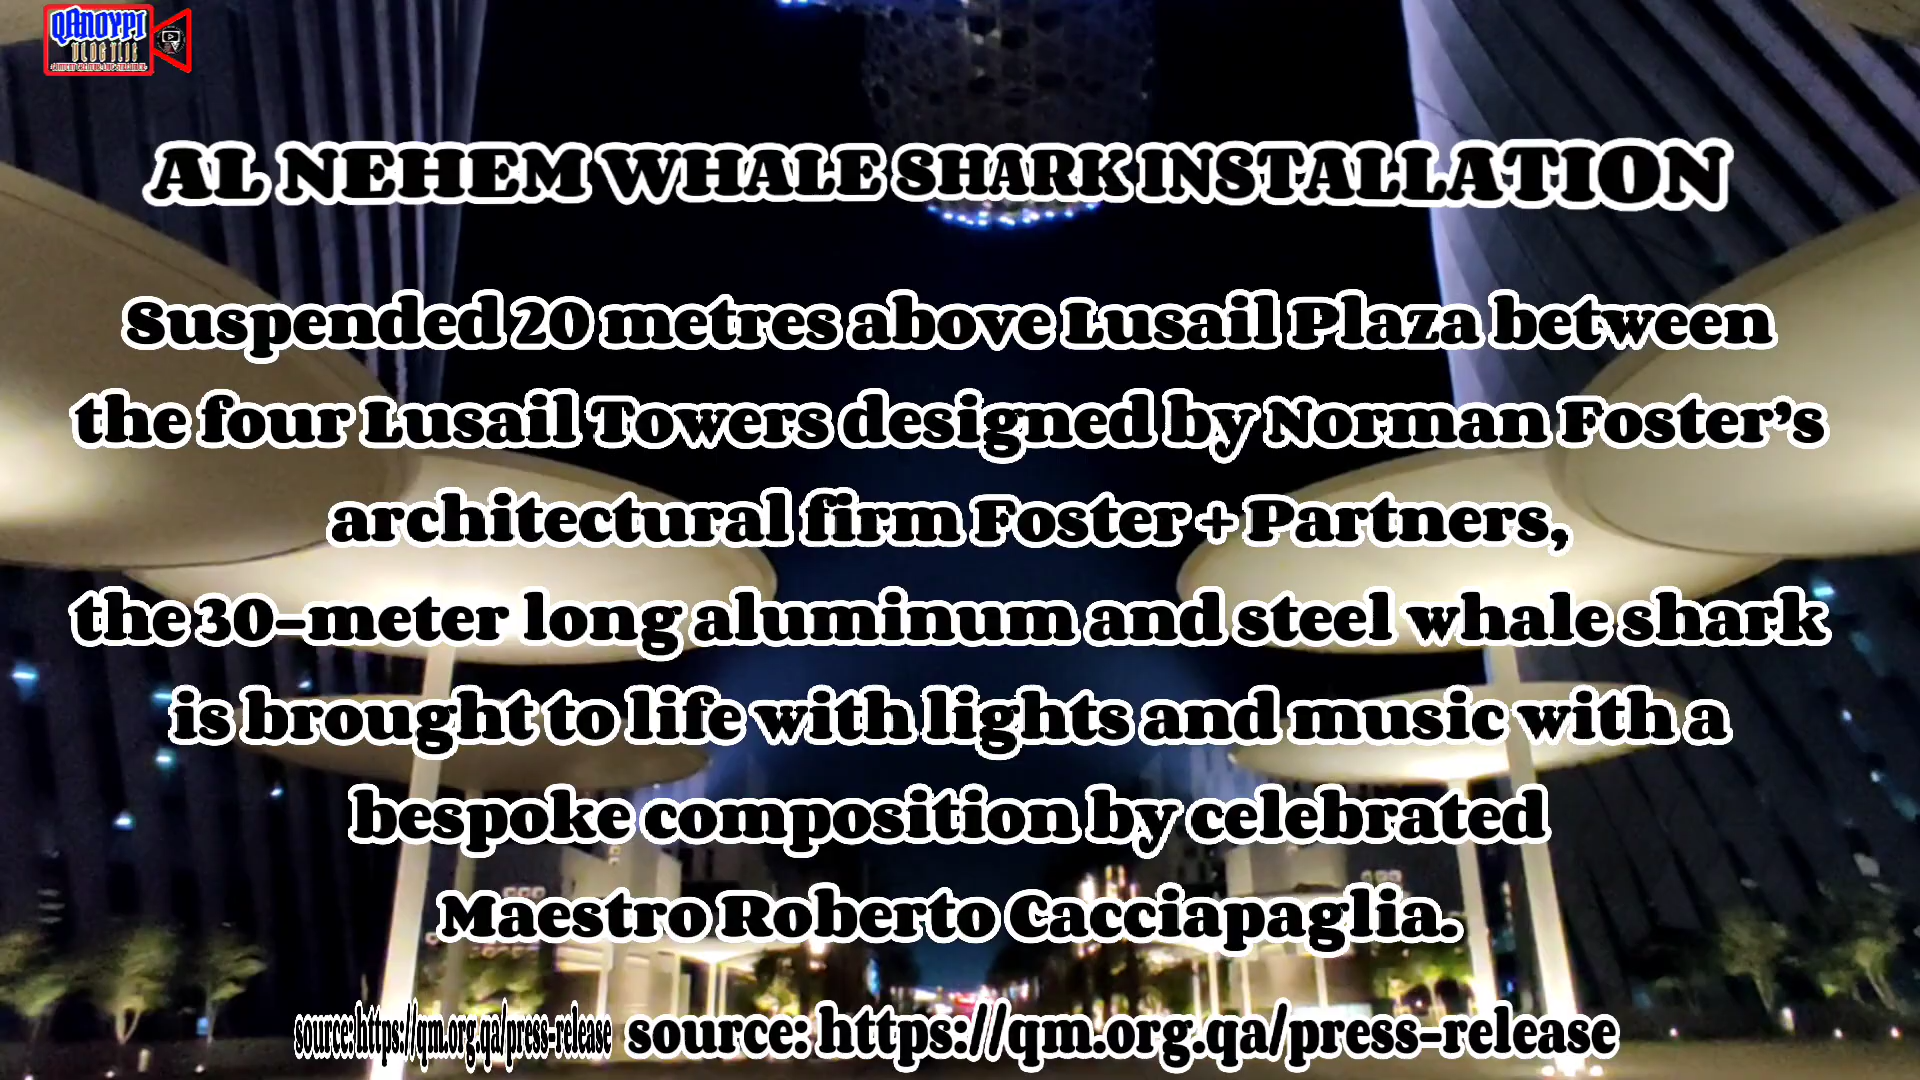 QANOYPI
VLOGTLIG
AL NEHEM WHALE SHARK INSTALLATION
Suspended 20 metres above Lusail Plaza between
the four Lusail Towers designed by Norman Foster’s
architectural firm Foster + Partners,
the 30-meter long aluminum and steel whale shark
is brought to life with lights and music with a
bespoke composition by celebrated
Maestro Roberto Cacciapaglia.
source:https://qm.org.qa/press-release source: https://qm.org.qa/press-release